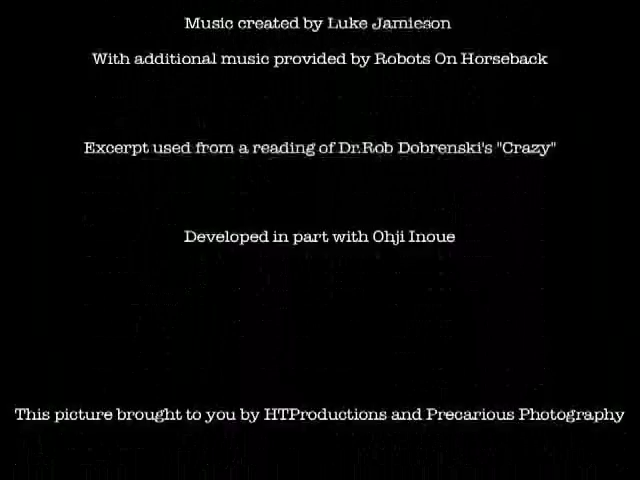 Music created by Luke Jamieson
With additional music provided by Robots On Horseback
Excerpt used from a reading of Dr.Rob Dobrenski's "Crazy"
Developed in part with Ohji Inoue
This picture brought to you by HTProductions and Precarious Photography